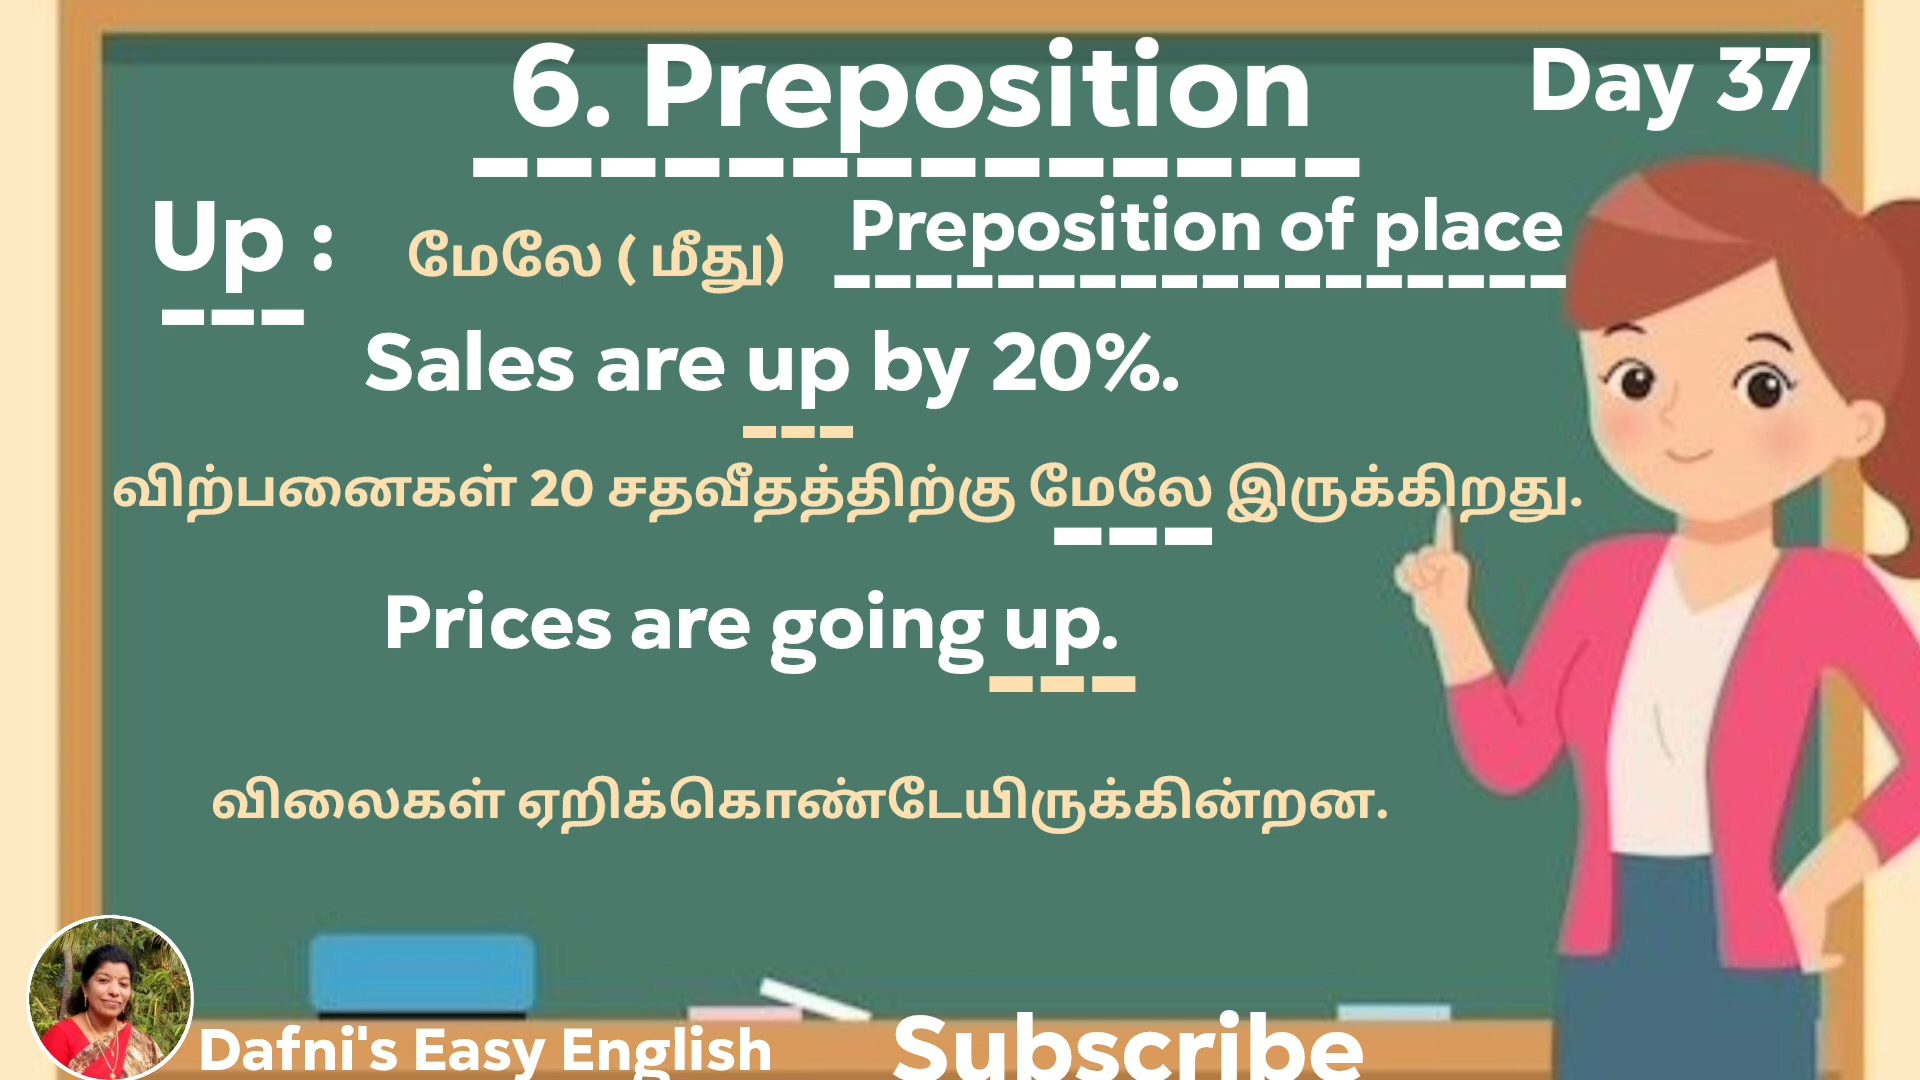 6. Preposition
Day 37
Up :
மேலே ( மீது)
Preposition of place
Sales are up by 20%.
விற்பனைகள் 20 சதவீதத்திற்கு மேலே இருக்கிறது.
Prices are going up.
விலைகள் ஏறிக்கொண்டேயிருக்கின்றன.
Dafni's Easy English
Subscribe